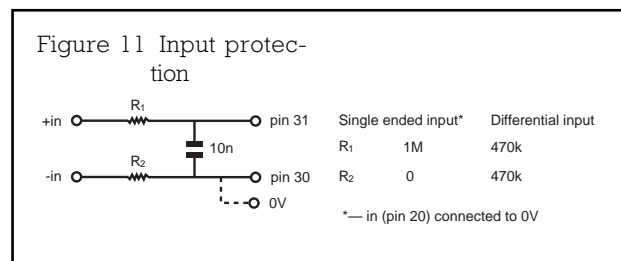 Figure 11 Input protec-
tion
R1
+in
pin 31
10n
R2
-in
pin 30
0V
Single ended input* Differential input
R1 1M 470k
R2 0 470k
*— in (pin 20) connected to 0V